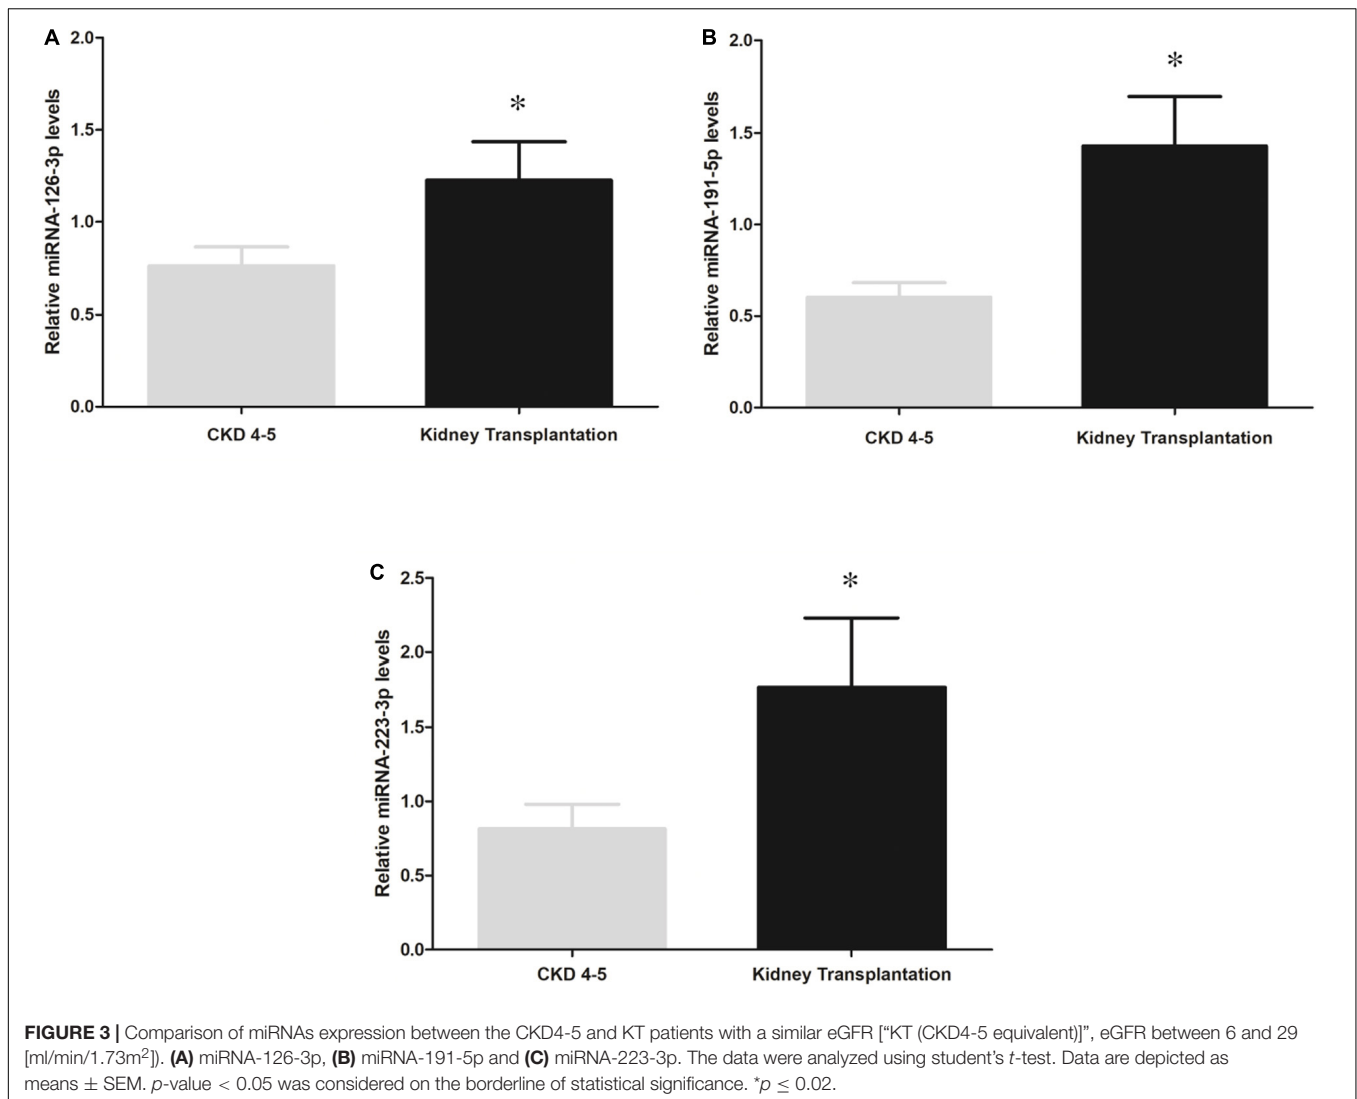 A
2.0
1.5
1.0
0.5
0.0
Relative miRNA-126-3p levels
*
CKD 4-5
Kidney Transplantation
B
2.0
1.5
1.0
0.5
0.0
Relative miRNA-191-5p levels
*
CKD 4-5
Kidney Transplantation
C
2.5
2.0
1.5
1.0
0.5
0.0
Relative miRNA-223-3p levels
*
CKD 4-5
Kidney Transplantation
FIGURE 3 | Comparison of miRNAs expression between the CKD4-5 and KT patients with a similar eGFR [“KT (CKD4-5 equivalent)]”, eGFR between 6 and 29
[ml/min/1.73m²]). (A) miRNA-126-3p, (B) miRNA-191-5p and (C) miRNA-223-3p. The data were analyzed using student’s t-test. Data are depicted as
means ± SEM. p-value < 0.05 was considered on the borderline of statistical significance. *p ≤ 0.02.